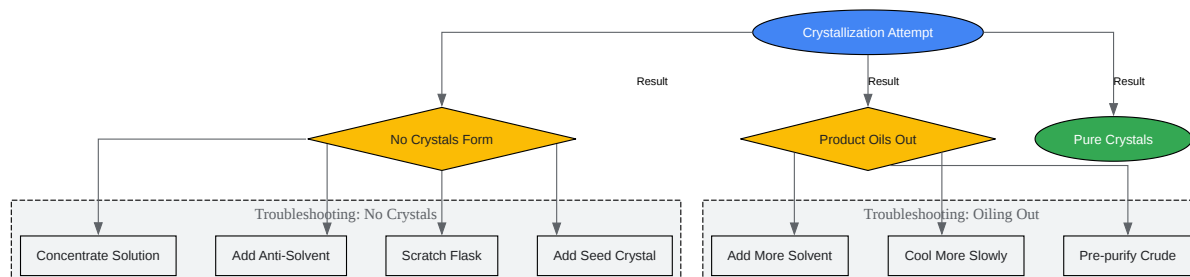 Crystallization Attempt
Result
Result
Result
No Crystals Form
Product Oils Out
Pure Crystals
Troubleshooting: No Crystals
Troubleshooting: Oiling Out
Concentrate Solution
Add Anti-Solvent
Scratch Flask
Add Seed Crystal
Add More Solvent
Cool More Slowly
Pre-purify Crude